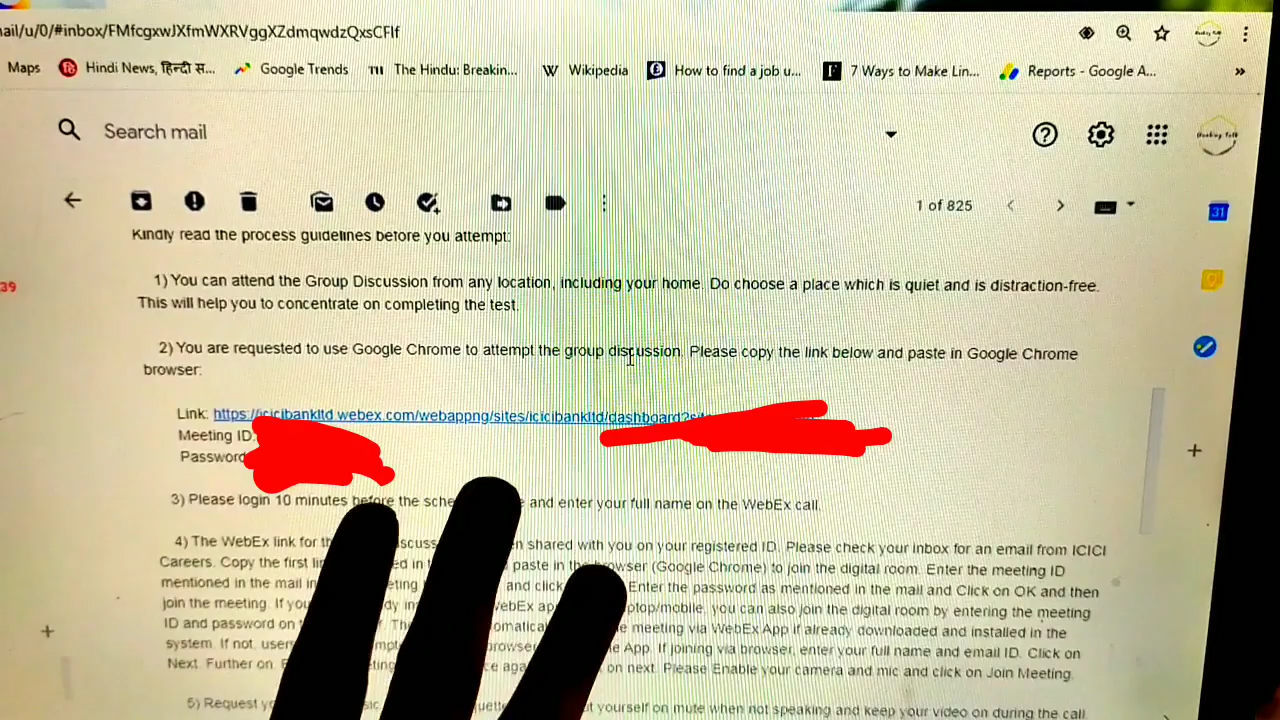 ail/u/0/#inbox/FMfcgxwJXfmWXRVggXZdmqwdzQxsCFlf
Maps Hindi News, हिन्दी स... Google Trends TH The Hindu: Breakin... W Wikipedia How to find a job u... F 7 Ways to Make Lin... Reports - Google A... »
Search mail
1 of 825
31
Kindly read the process guidelines before you attempt:
39
1) You can attend the Group Discussion from any location, including your home. Do choose a place which is quiet and is distraction-free.
This will help you to concentrate on completing the test.
2) You are requested to use Google Chrome to attempt the group discussion. Please copy the link below and paste in Google Chrome
browser:
Link: https://icicibankltd.webex.com/webappng/sites/icicibankltd/dashboard?
Meeting ID
Password
3) Please login 10 minutes before the sche and enter your full name on the WebEx call.
4) The WebEx link for shared with you on your registered ID. Please check your inbox for an email from ICICI
Careers. Copy the first paste in the browser (Google Chrome) to join the digital room. Enter the meeting ID
mentioned in the mail in and click Enter the password as mentioned in the mail and Click on OK and then
join the meeting. If you you can also join the digital room by entering the meeting
ID and password on meeting via WebEx App if already downloaded and installed in the
system. If not, App. If joining via browser, enter your full name and email ID. Click on
Next. Further on, on next. Please Enable your camera and mic and click on Join Meeting.
5) Request yourself on mute when not speaking and keep your video on during the call